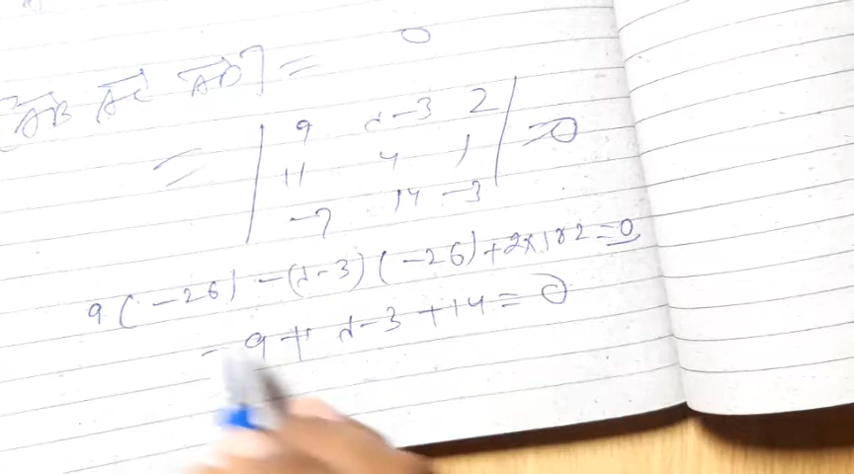 [AB AC AD] = 0
= | 9 λ-3 2 |
| 11 4 1 | = 0
| -7 14 -3 |
9(-26) - (λ-3)(-26) + 2×182 = 0
- 9 + λ-3 + 14 = 0